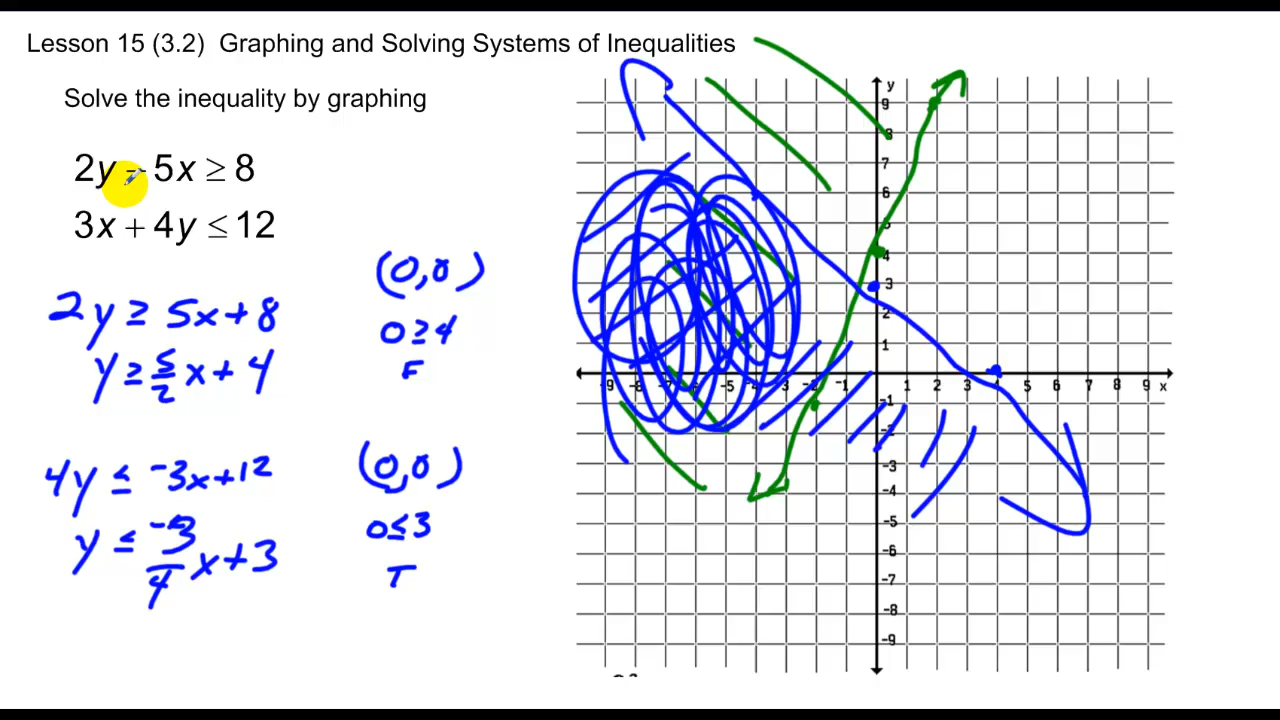 Lesson 15 (3.2)  Graphing and Solving Systems of Inequalities
Solve the inequality by graphing
2y - 5x ≥ 8
3x + 4y ≤ 12
2y ≥ 5x+8
y ≥ 5/2 x + 4
(0,0)
0 ≥ 4
F
4y ≤ -3x+12
y ≤ -3/4 x+3
(0,0)
0 ≤ 3
T
y
9
8
7
6
5
4
3
2
1
-9 -8 -7 -5 -4 -3 -2 -1 1 2 3 4 5 6 7 8 9 x
-1
-2
-3
-4
-5
-6
-7
-8
-9